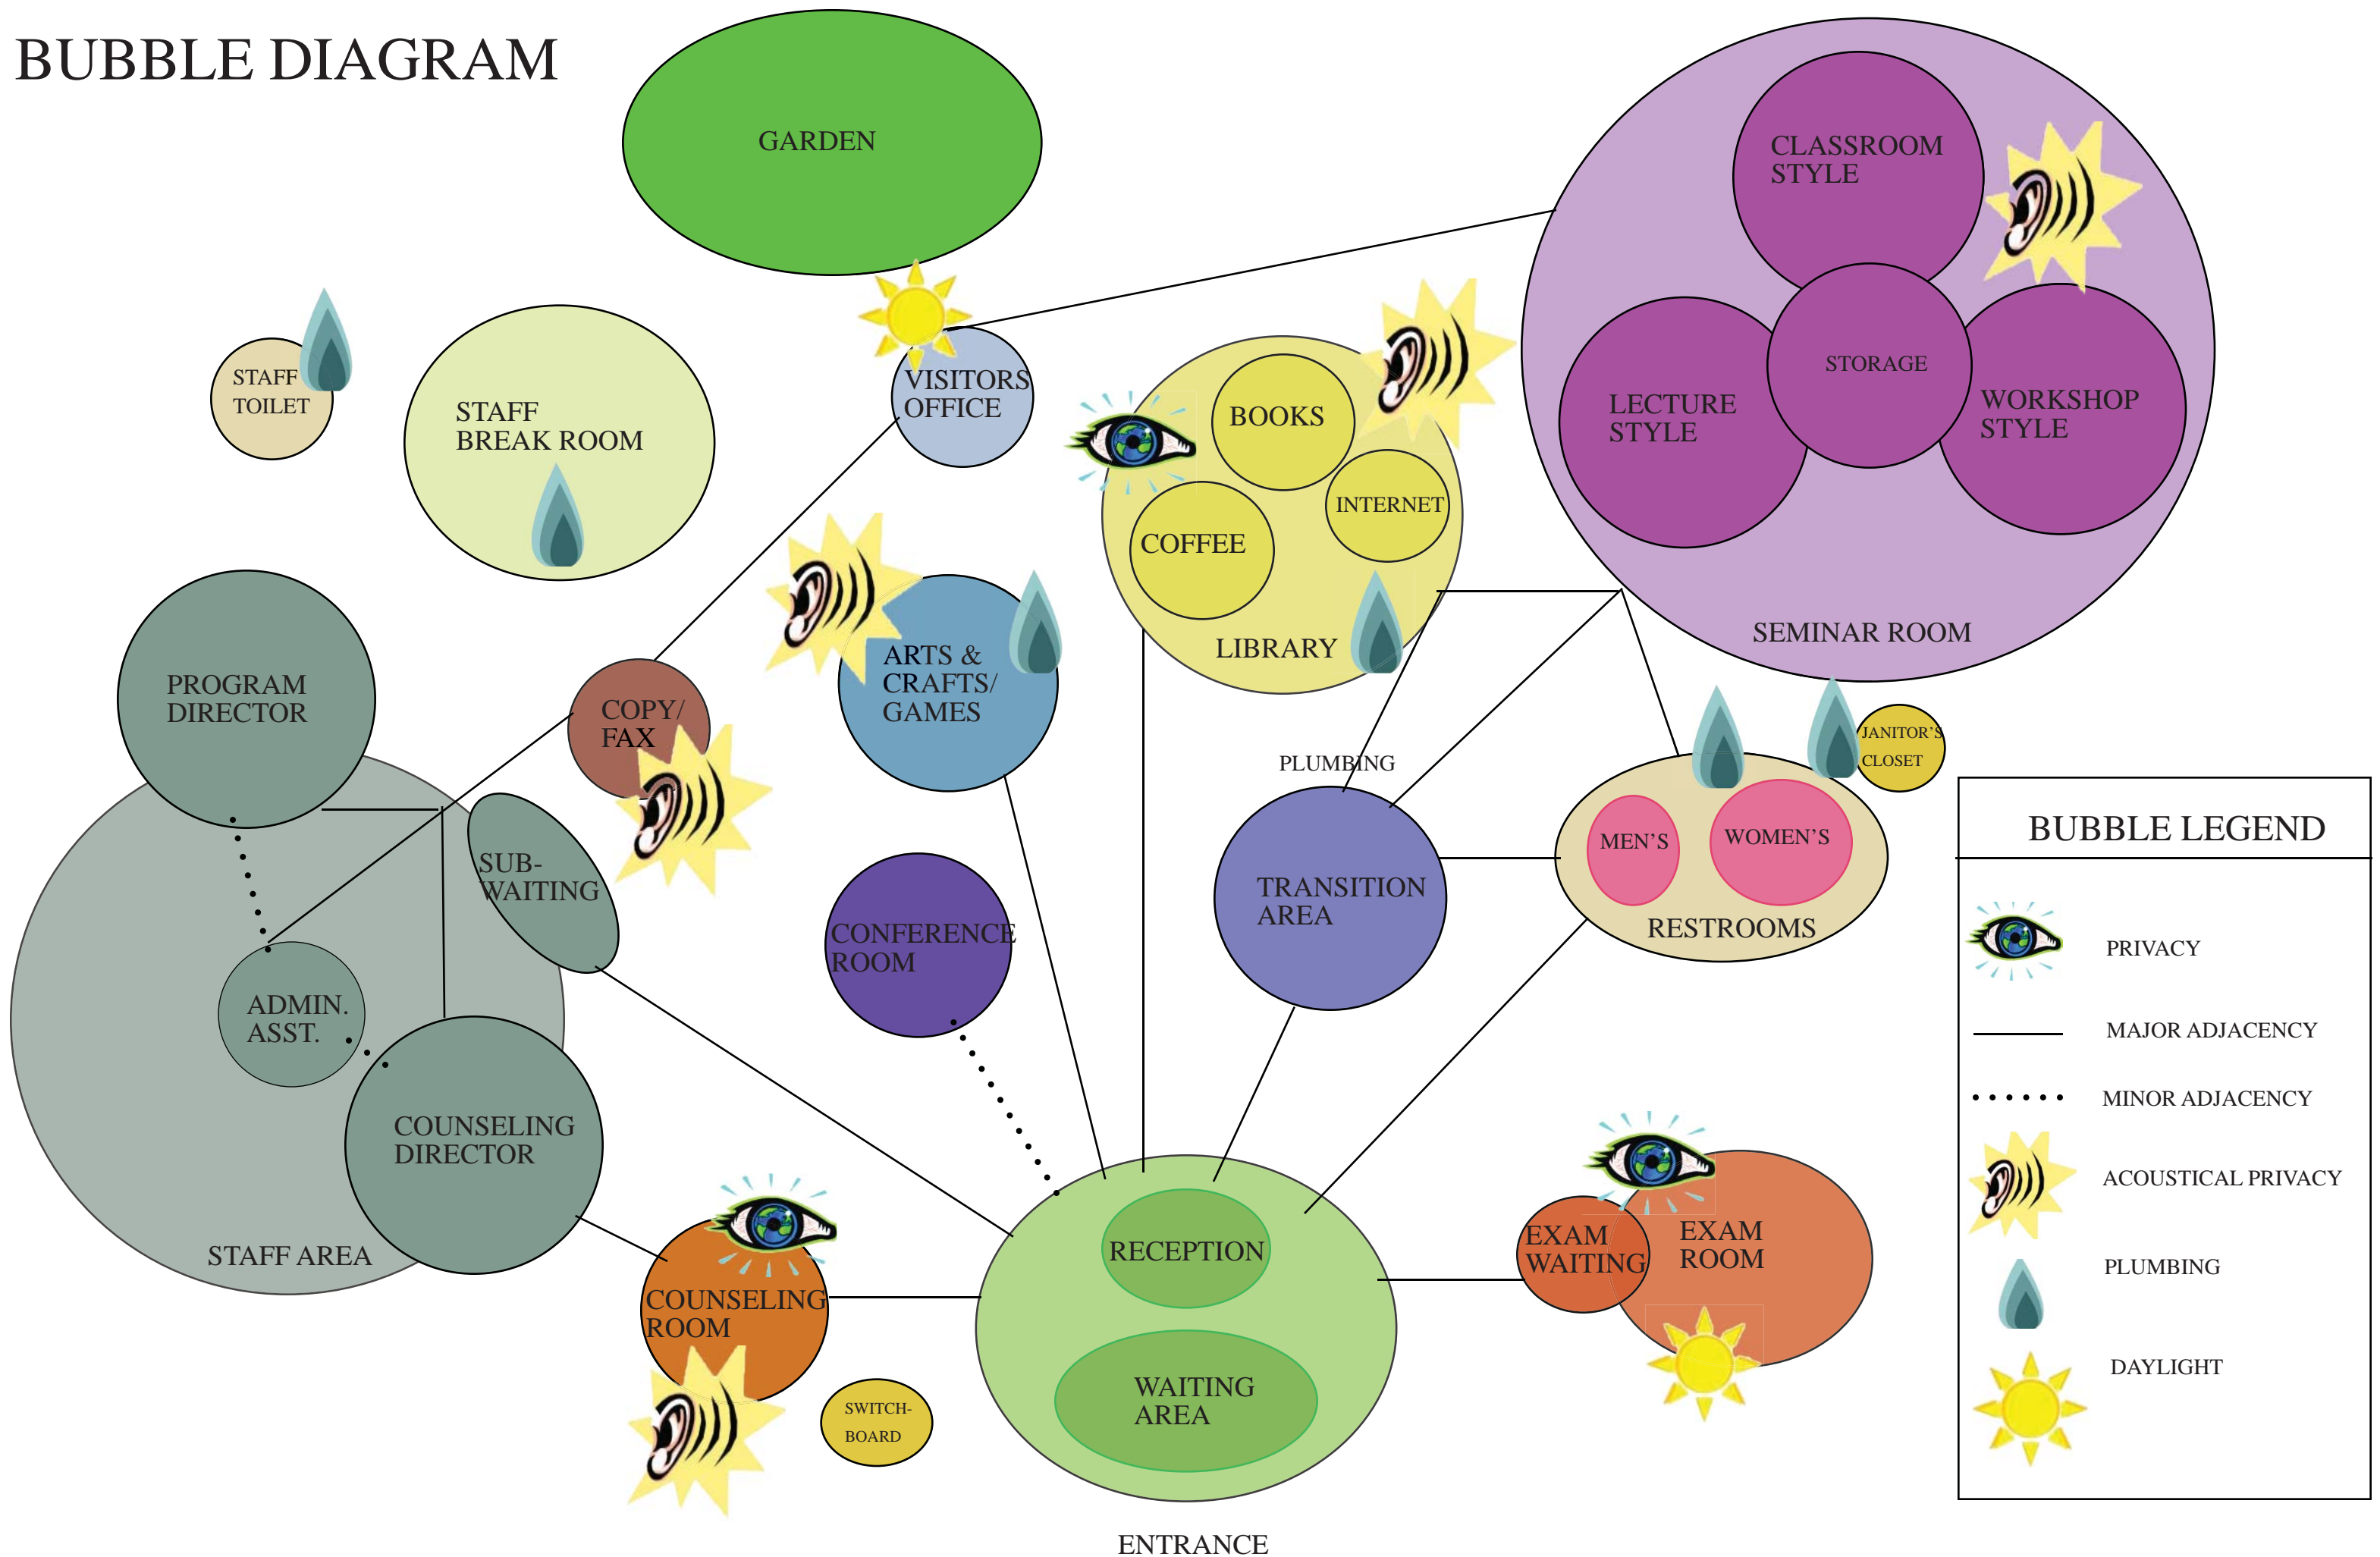 BUBBLE DIAGRAM
GARDEN
CLASSROOM
STYLE
STORAGE
LECTURE
STYLE
WORKSHOP
STYLE
SEMINAR ROOM
STAFF
TOILET
STAFF
BREAK ROOM
VISITORS
OFFICE
BOOKS
INTERNET
COFFEE
LIBRARY
PROGRAM
DIRECTOR
COPY/
FAX
ARTS &
CRAFTS/
GAMES
PLUMBING
JANITOR'S
CLOSET
MEN'S
WOMEN'S
RESTROOMS
SUB-
WAITING
CONFERENCE
ROOM
TRANSITION
AREA
ADMIN.
ASST.
COUNSELING
DIRECTOR
STAFF AREA
COUNSELING
ROOM
SWITCH-
BOARD
RECEPTION
WAITING
AREA
ENTRANCE
EXAM
WAITING
EXAM
ROOM
BUBBLE LEGEND
PRIVACY
MAJOR ADJACENCY
MINOR ADJACENCY
ACOUSTICAL PRIVACY
PLUMBING
DAYLIGHT